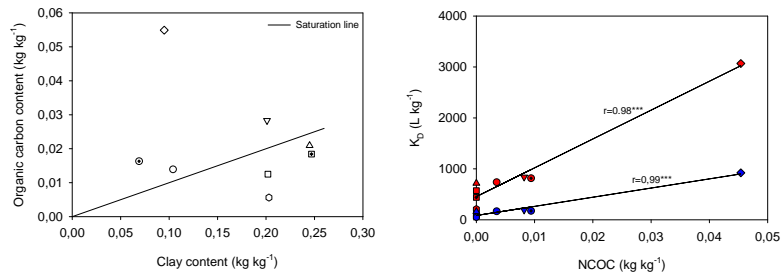 Organic carbon content (kg kg⁻¹)
0,06
0,05
0,04
0,03
0,02
0,01
0,00
Saturation line
0,00 0,05 0,10 0,15 0,20 0,25 0,30
Clay content (kg kg⁻¹)
K_D (L kg⁻¹)
4000
3000
2000
1000
0
r=0.98***
r=0,99***
0,00 0,01 0,02 0,03 0,04 0,05
NCOC (kg kg⁻¹)